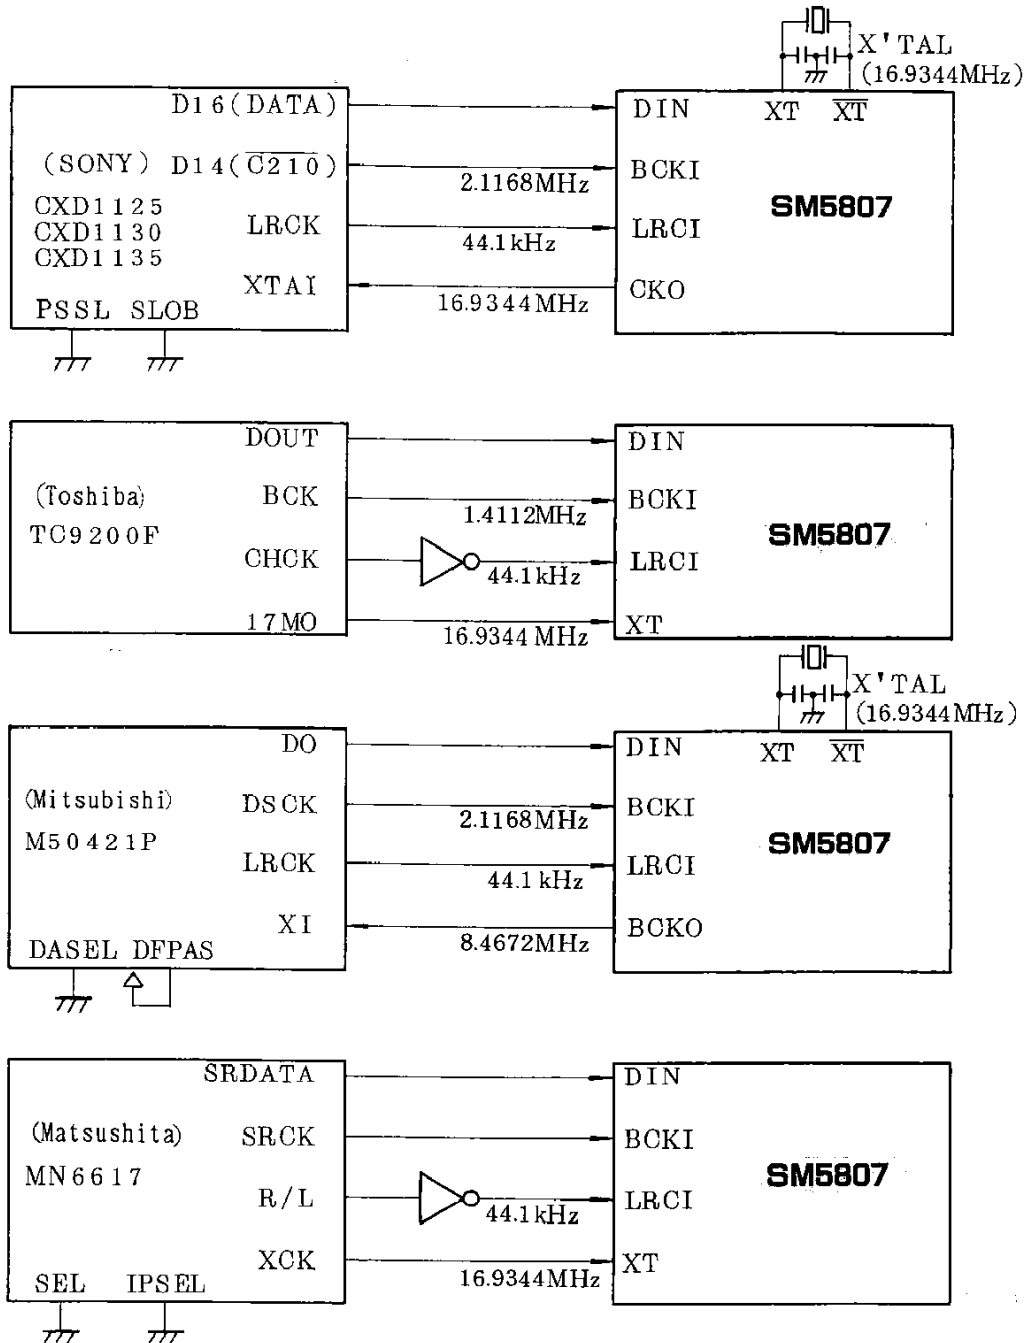 X'TAL
(16.9344MHz)
D16(DATA)
DIN
XT
XT
(SONY)
D14(C210)
2.1168MHz
BCKI
SM5807
CXD1125
CXD1130
CXD1135
LRCK
44.1kHz
LRCI
XTAI
16.9344MHz
CKO
PSSL SLOB
DOUT
DIN
(Toshiba)
BCK
1.4112MHz
BCKI
TC9200F
SM5807
CHCK
44.1kHz
LRCI
17MO
16.9344MHz
XT
X'TAL
(16.9344MHz)
DO
DIN
XT
XT
(Mitsubishi)
DSCK
2.1168MHz
BCKI
M50421P
SM5807
LRCK
44.1kHz
LRCI
XI
8.4672MHz
BCKO
DASEL DFPAS
SRDATA
DIN
(Matsushita)
SRCK
BCKI
MN6617
SM5807
R/L
44.1kHz
LRCI
XCK
16.9344MHz
XT
SEL IPSEL